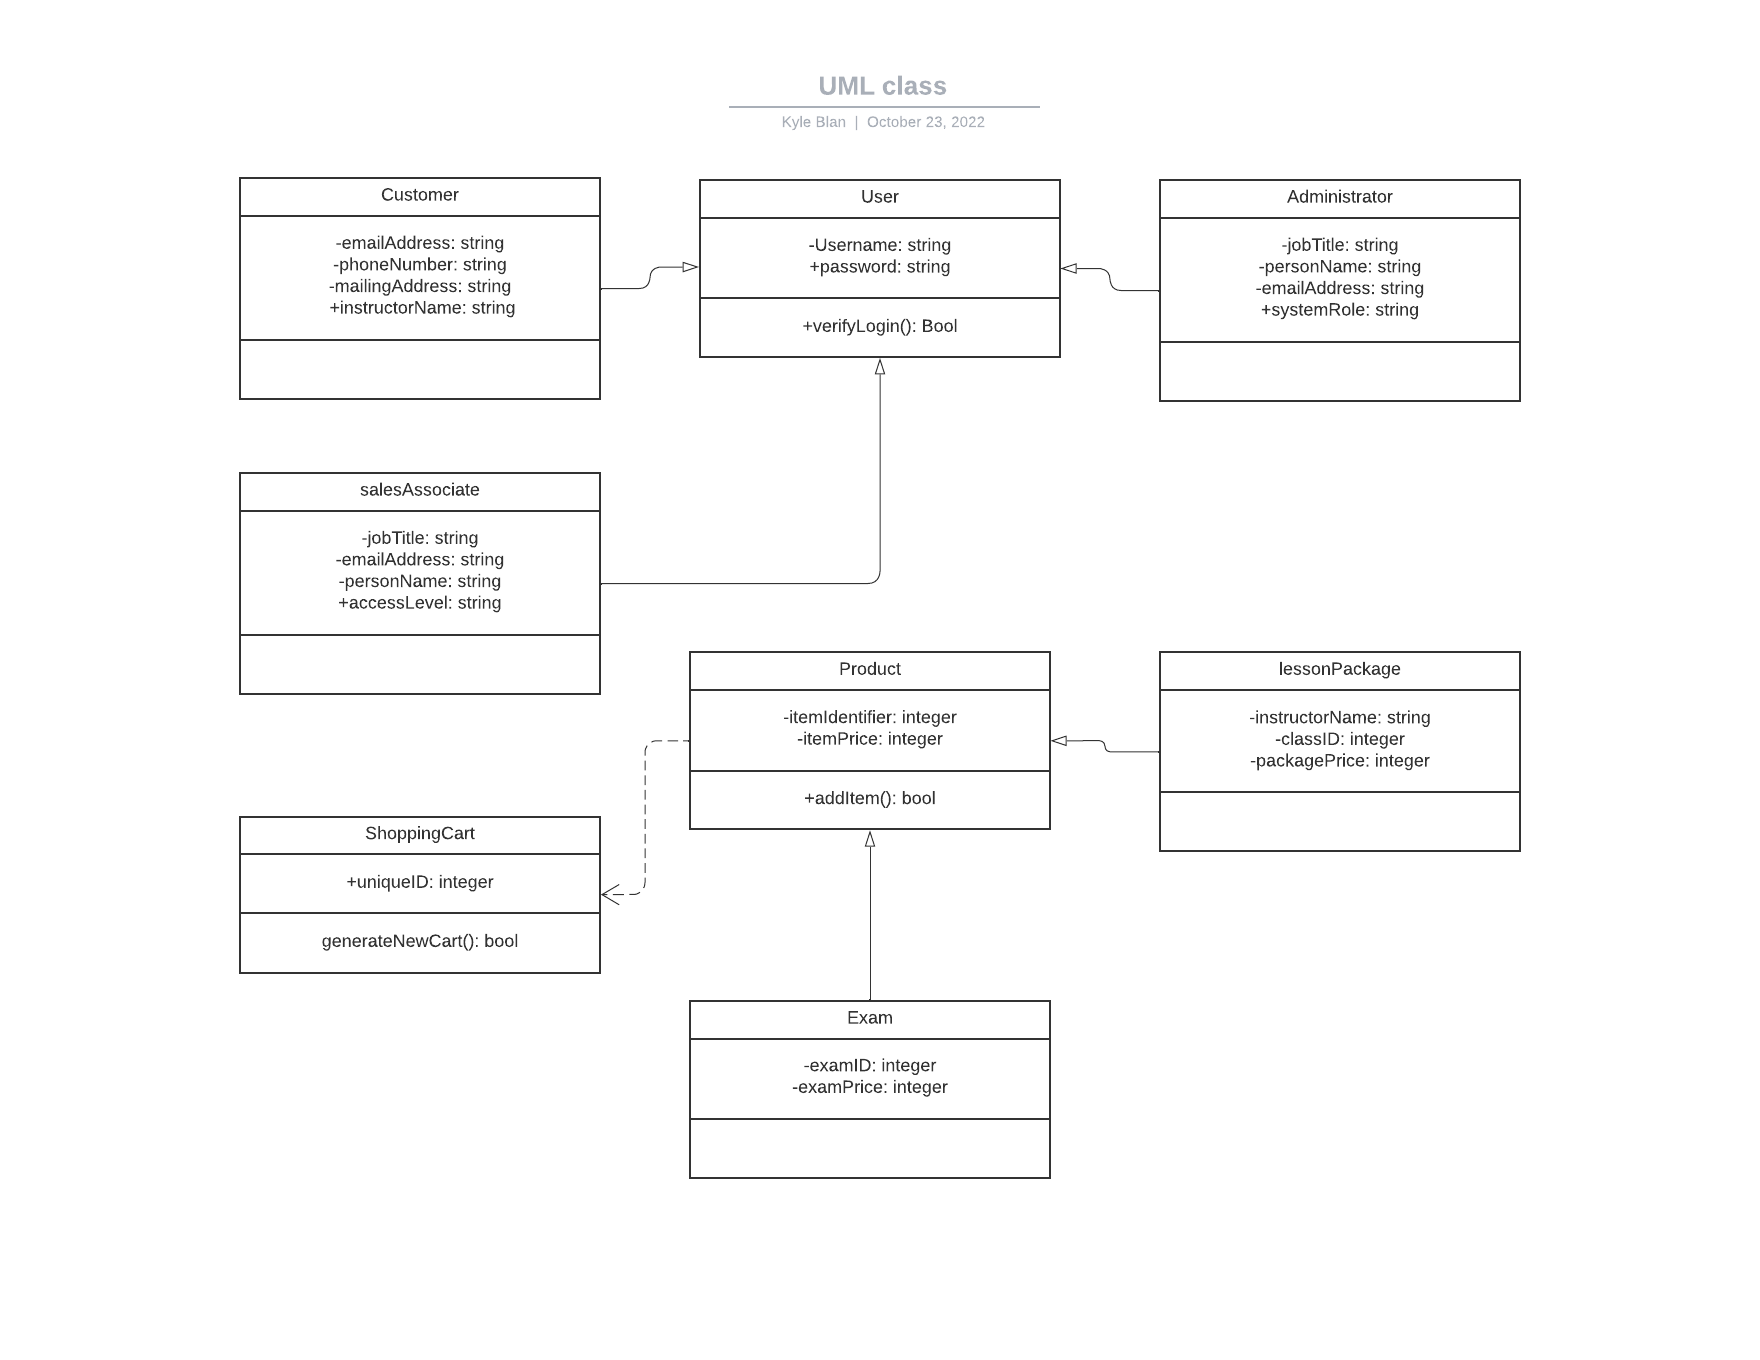 UML class
Kyle Blan | October 23, 2022
Customer
-emailAddress: string
-phoneNumber: string
-mailingAddress: string
+instructorName: string
User
-Username: string
+password: string
+verifyLogin(): Bool
Administrator
-jobTitle: string
-personName: string
-emailAddress: string
+systemRole: string
salesAssociate
-jobTitle: string
-emailAddress: string
-personName: string
+accessLevel: string
Product
-itemIdentifier: integer
-itemPrice: integer
+addItem(): bool
lessonPackage
-instructorName: string
-classID: integer
-packagePrice: integer
ShoppingCart
+uniqueID: integer
generateNewCart(): bool
Exam
-examID: integer
-examPrice: integer